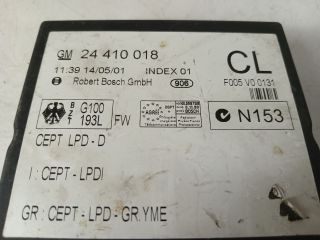 GM 24 410 018 CL
11:39 14/05/01 INDEX 01
Robert Bosch GmbH 906 F005 V0 0131
B Z T G100 193L FW N153
CEPT LPD - D
I : CEPT - LPDI
GR : CEPT - LPD - GR.YME